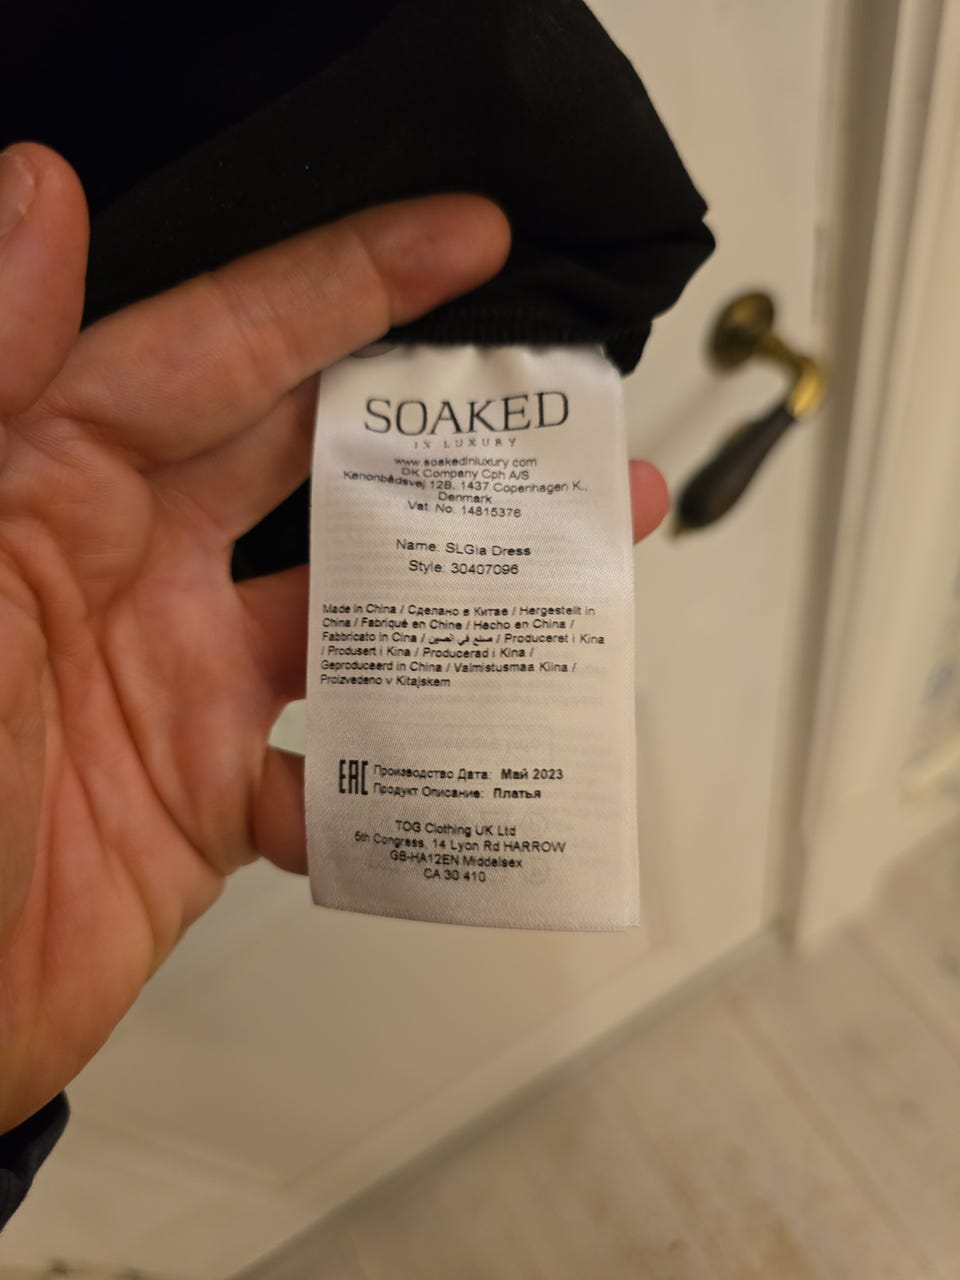 SOAKED
IN LUXURY
www.soakedinluxury.com
DK Company Cph A/S
Kanonbådsvej 12B, 1437 Copenhagen K.,
Denmark
Vat. No. 14815376
Name: SLGia Dress
Style: 30407096
Made in China / Сделано в Китае / Hergestellt in
China / Fabriqué en Chine / Hecho en China /
Fabbricato in Cina / صنع في الصين / Produceret i Kina
/ Produsert i Kina / Producerad i Kina /
Geproduceerd in China / Valmistusmaa Kiina /
Proizvedeno v Kitajskem
EAC Производство Дата: Май 2023
Продукт Описание: Платья
TOG Clothing UK Ltd
5th Congress, 14 Lyon Rd HARROW
GB-HA12EN Middelsex
CA 30 410